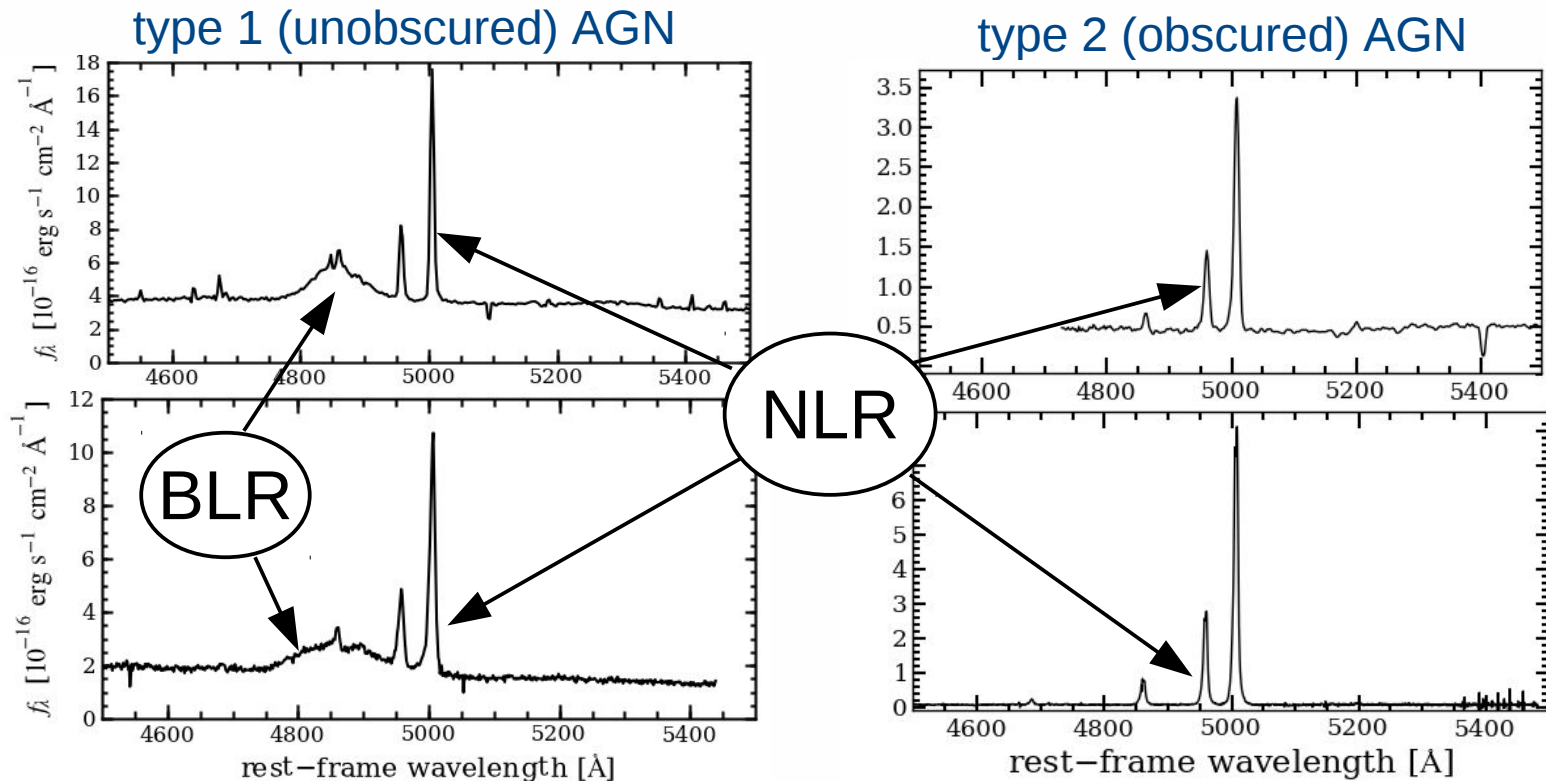 type 1 (unobscured) AGN
type 2 (obscured) AGN
fλ [10⁻¹⁶ erg s⁻¹ cm⁻² Å⁻¹]
18
16
14
12
10
8
6
4
2
0
4600 4800 5000 5200 5400
3.5
3.0
2.5
2.0
1.5
1.0
0.5
4600 4800 5000 5200 5400
BLR
NLR
fλ [10⁻¹⁶ erg s⁻¹ cm⁻² Å⁻¹]
12
10
8
6
4
2
0
4600 4800 5000 5200 5400
rest−frame wavelength [Å]
6
5
4
3
2
1
0
4600 4800 5000 5200 5400
rest−frame wavelength [Å]